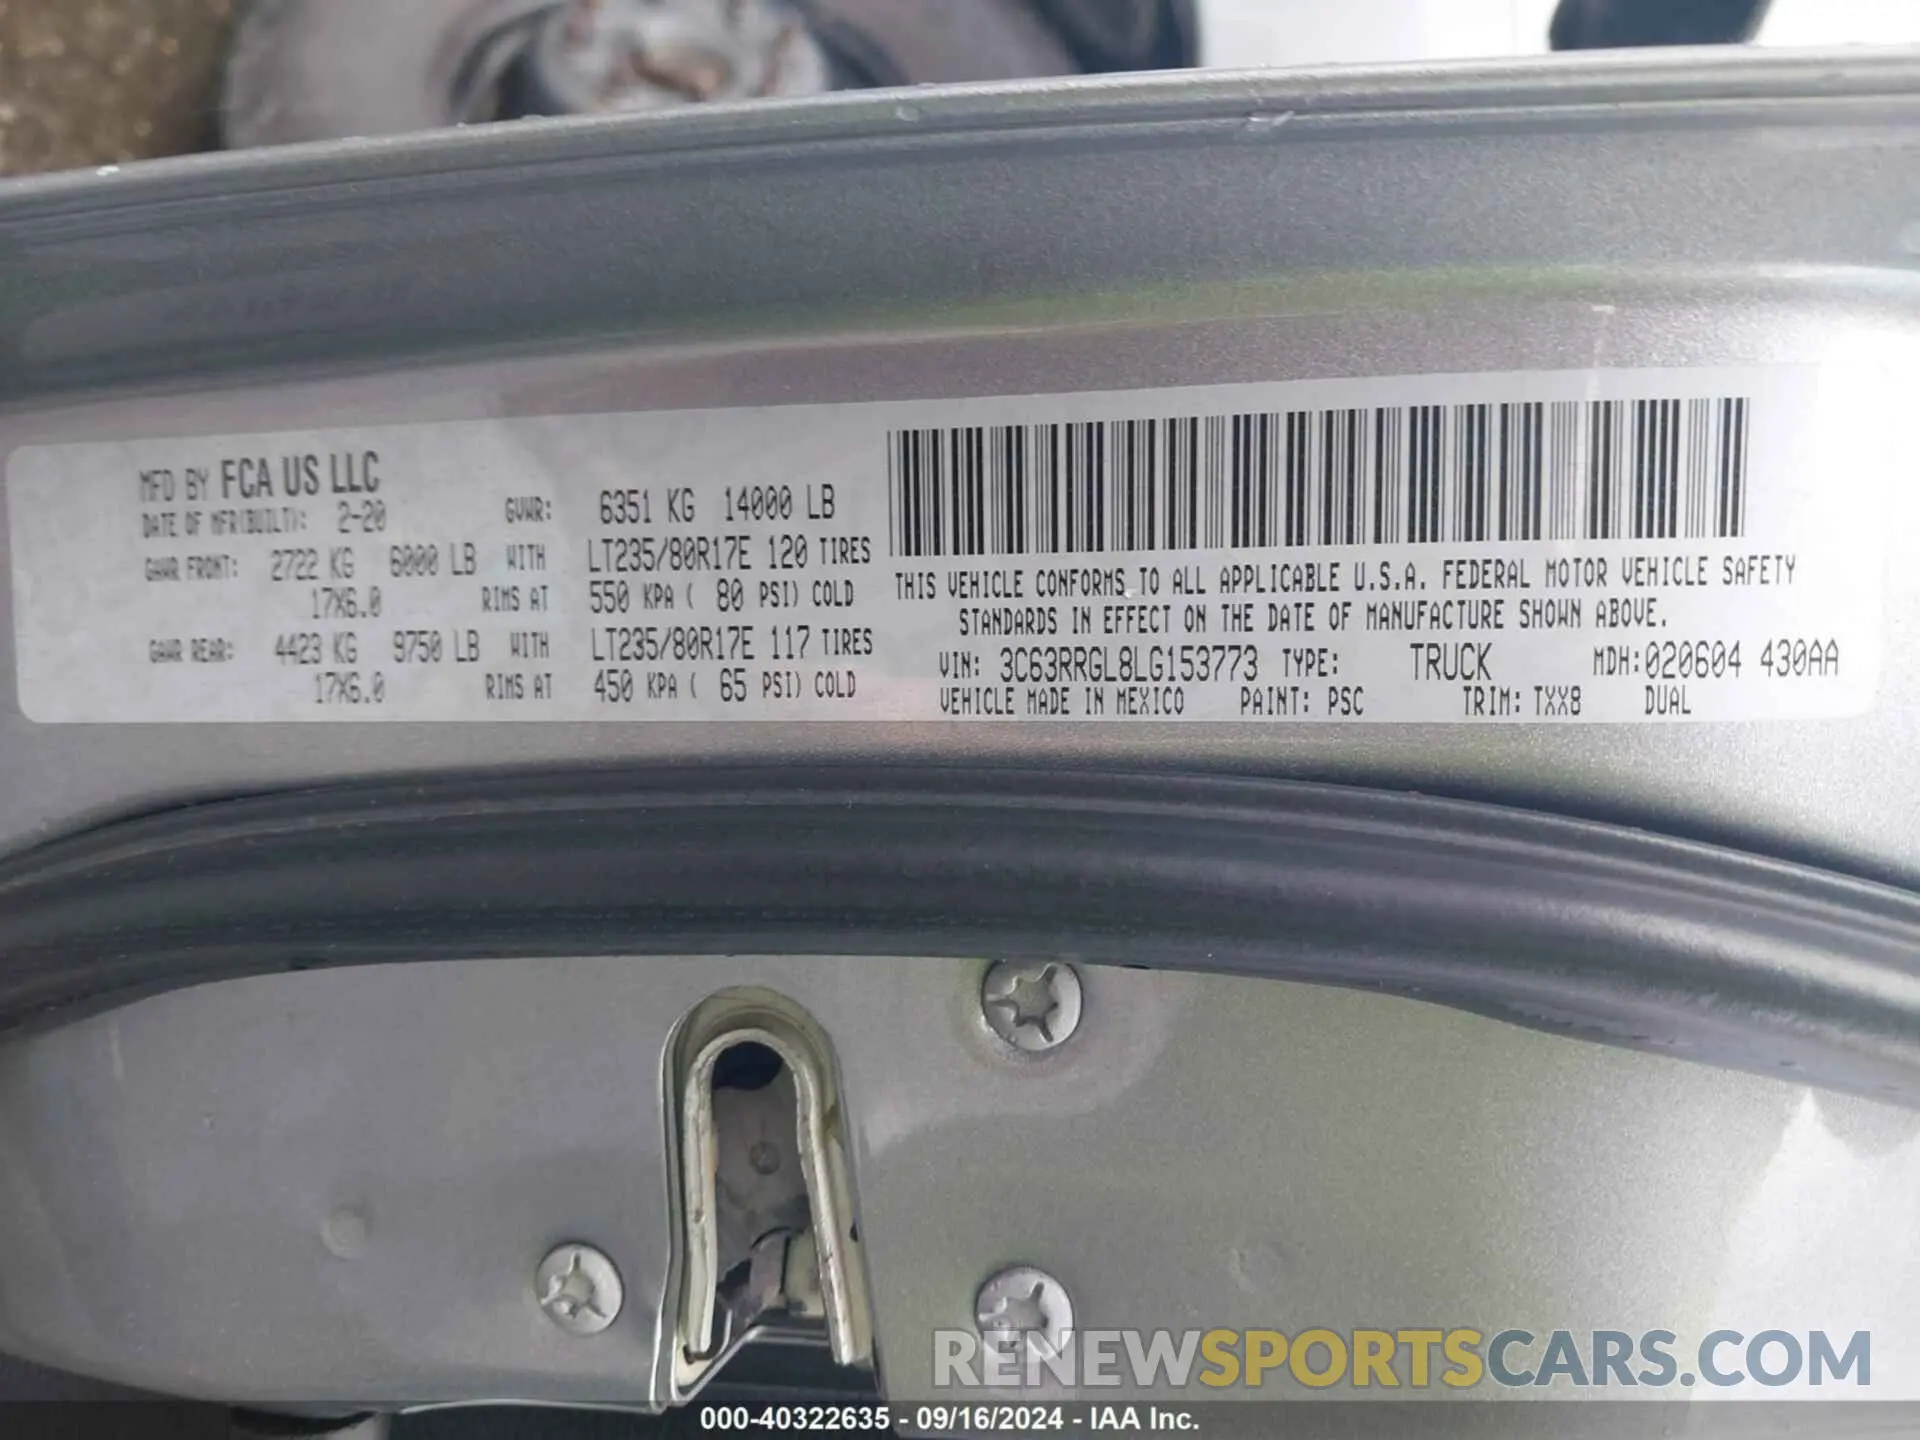 MFD BY FCA US LLC
DATE OF MFR(BUILT): 2-20 GVWR: 6351 KG 14000 LB
GAWR FRONT: 2722 KG 6000 LB WITH LT235/80R17E 120 TIRES
17X6.0 RIMS AT 550 KPA ( 80 PSI) COLD
GAWR REAR: 4423 KG 9750 LB WITH LT235/80R17E 117 TIRES
17X6.0 RIMS AT 450 KPA ( 65 PSI) COLD
THIS VEHICLE CONFORMS TO ALL APPLICABLE U.S.A. FEDERAL MOTOR VEHICLE SAFETY
STANDARDS IN EFFECT ON THE DATE OF MANUFACTURE SHOWN ABOVE.
VIN: 3C63RRGL8LG153773 TYPE: TRUCK MDH:020604 430AA
VEHICLE MADE IN MEXICO PAINT: PSC TRIM: TXX8 DUAL
RENEWSPORTSCARS.COM
000-40322635 - 09/16/2024 - IAA Inc.